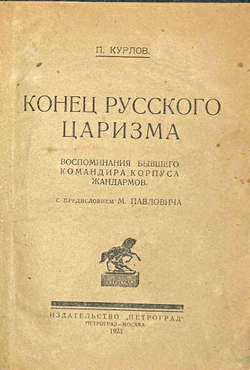 П. КУРЛОВ.
КОНЕЦ РУССКОГО
ЦАРИЗМА
ВОСПОМИНАНИЯ БЫВШЕГО
КОМАНДИРА КОРПУСА
ЖАНДАРМОВ.
С ПРЕДИСЛОВИЕМ М. ПАВЛОВИЧА
ИЗДАТЕЛЬСТВО „ПЕТРОГРАД"
ПЕТРОГРАД—МОСКВА
1923